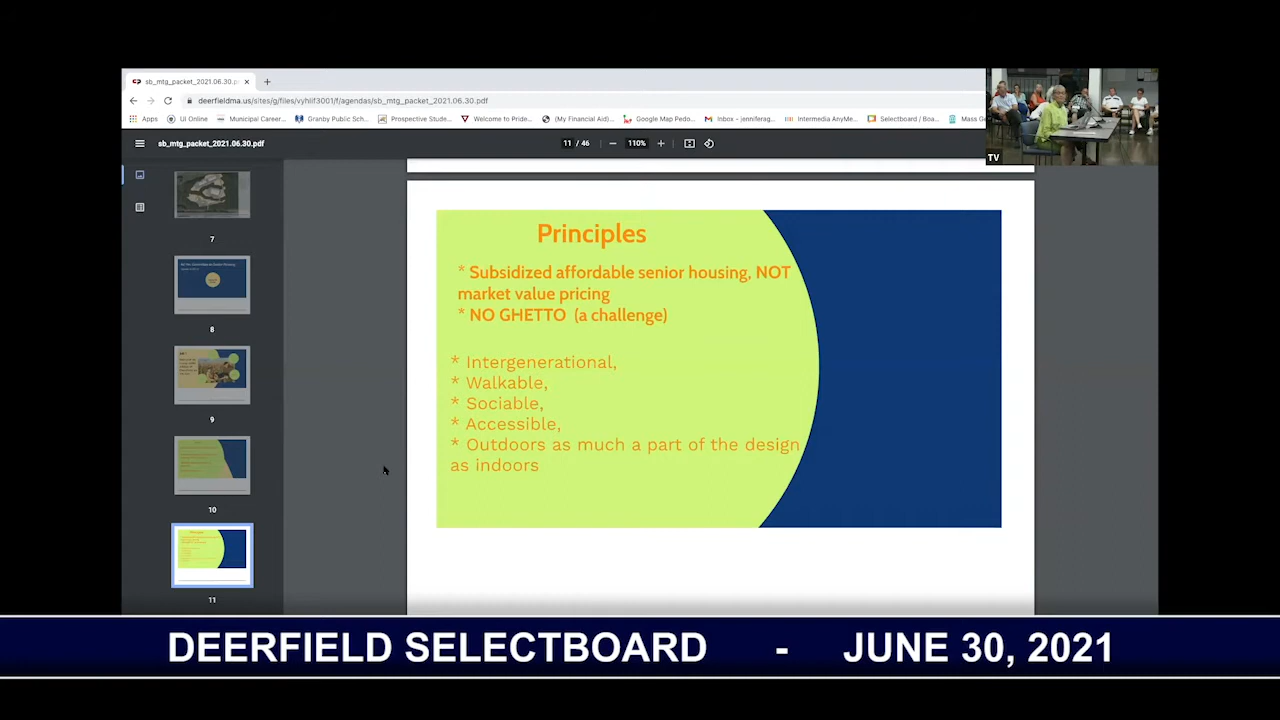 sb_mtg_packet_2021.06.30.p
deerfieldma.us/sites/g/files/vyhlif3001/f/agendas/sb_mtg_packet_2021.06.30.pdf
Apps UI Online Municipal Career... Granby Public Sch... Prospective Stude... Welcome to Pride... (My Financial Aid)... Google Map Pedo... Inbox - jenniferag... Intermedia AnyMe... Selectboard / Boa... Mass G
sb_mtg_packet_2021.06.30.pdf 11 / 46 — 110% +
TV
7
8
9
10
11
Principles
* Subsidized affordable senior housing, NOT
market value pricing
* NO GHETTO (a challenge)
* Intergenerational,
* Walkable,
* Sociable,
* Accessible,
* Outdoors as much a part of the design
as indoors
DEERFIELD SELECTBOARD - JUNE 30, 2021